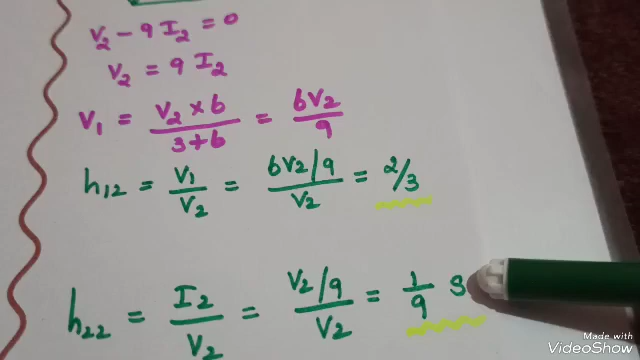 V₂ - 9 I₂ = 0
V₂ = 9 I₂
V₁ = V₂ × 6 / 3+6 = 6V₂ / 9
h₁₂ = V₁ / V₂ = 6V₂/9 / V₂ = 2/3
h₂₂ = I₂ / V₂ = V₂/9 / V₂ = 1/9 S
Made with
VideoShow